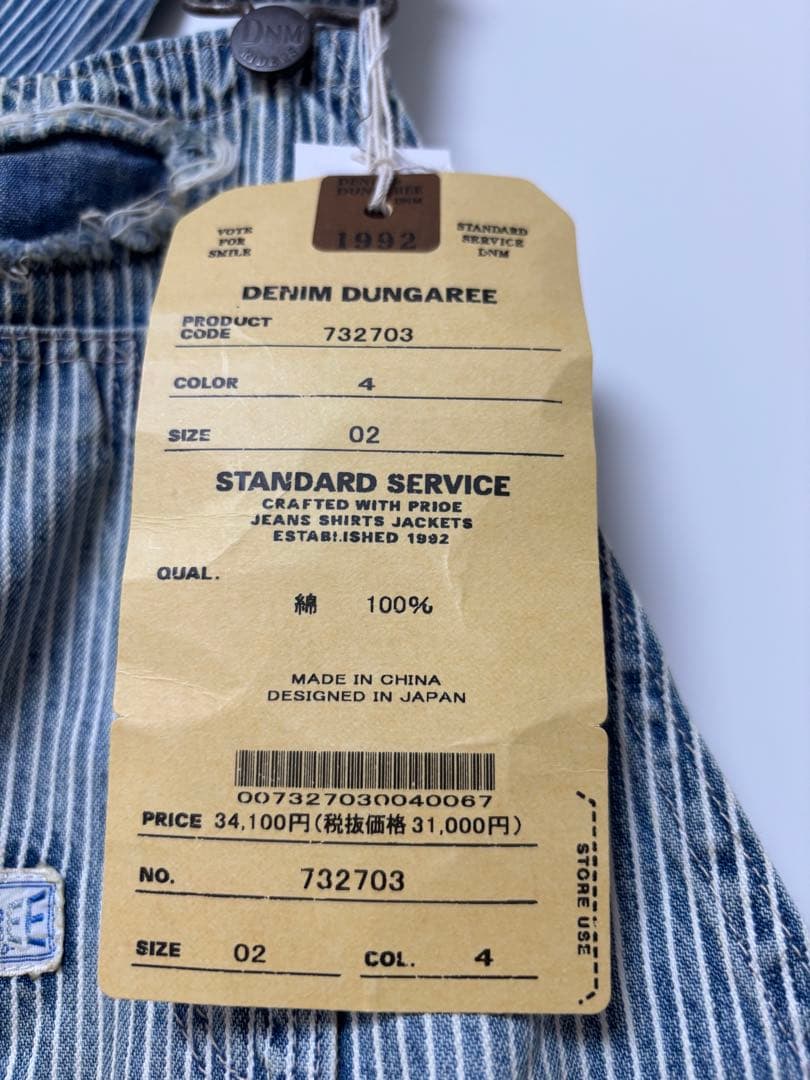 DNM
DENIM
DUNGAREE
DNM
1992
VOTE
FOR
SMILE
STANDARD
SERVICE
DNM
DENIM DUNGAREE
PRODUCT
CODE 732703
COLOR 4
SIZE 02
STANDARD SERVICE
CRAFTED WITH PRIDE
JEANS SHIRTS JACKETS
ESTABLISHED 1992
QUAL.
綿 100%
MADE IN CHINA
DESIGNED IN JAPAN
007327030040067
PRICE 34,100円(税抜価格 31,000円)
NO. 732703
SIZE 02 COL. 4
STORE USE